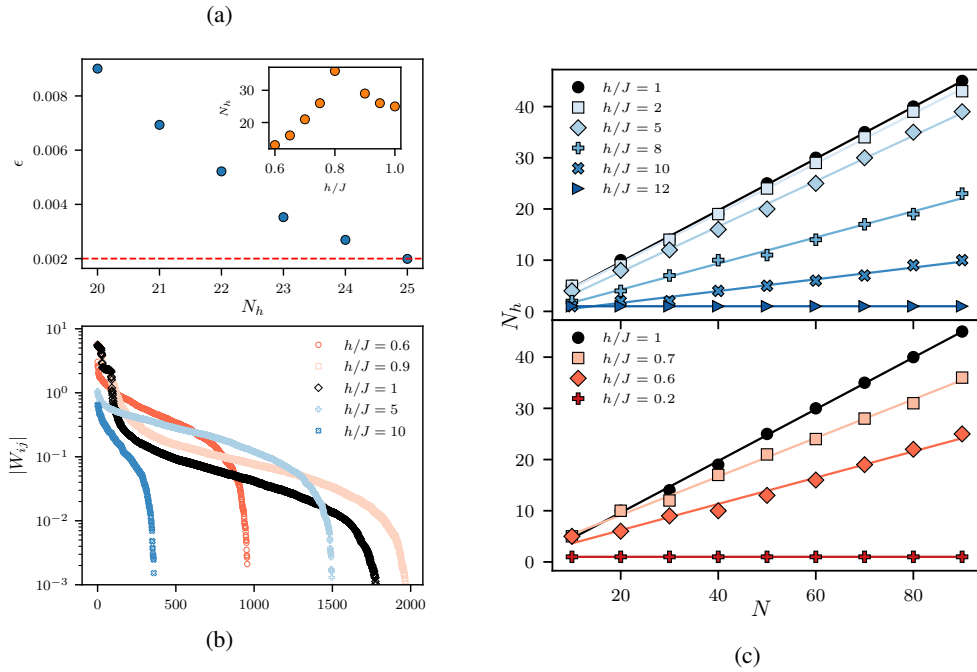 (a)
0.008
0.006
0.004
0.002
ϵ
20
21
22
23
24
25
N_h
30
20
N_h
0.6
0.8
1.0
h/J
10^1
10^0
10^{-1}
10^{-2}
10^{-3}
|W_{ij}|
h/J = 0.6
h/J = 0.9
h/J = 1
h/J = 5
h/J = 10
0
500
1000
1500
2000
(b)
h/J = 1
h/J = 2
h/J = 5
h/J = 8
h/J = 10
h/J = 12
40
30
20
10
0
N_h
h/J = 1
h/J = 0.7
h/J = 0.6
h/J = 0.2
40
30
20
10
0
20
40
60
80
N
(c)